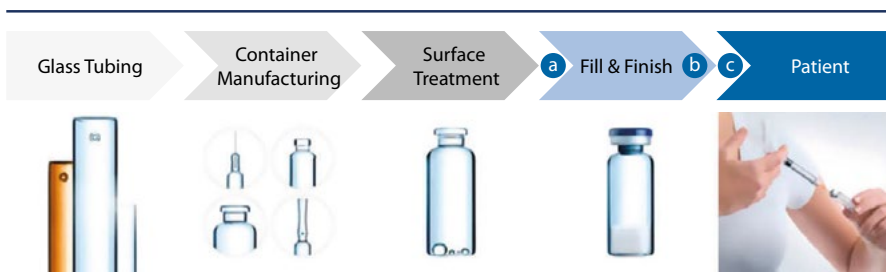 Glass Tubing
Container
Manufacturing
Surface
Treatment
a
Fill & Finish
b
c
Patient